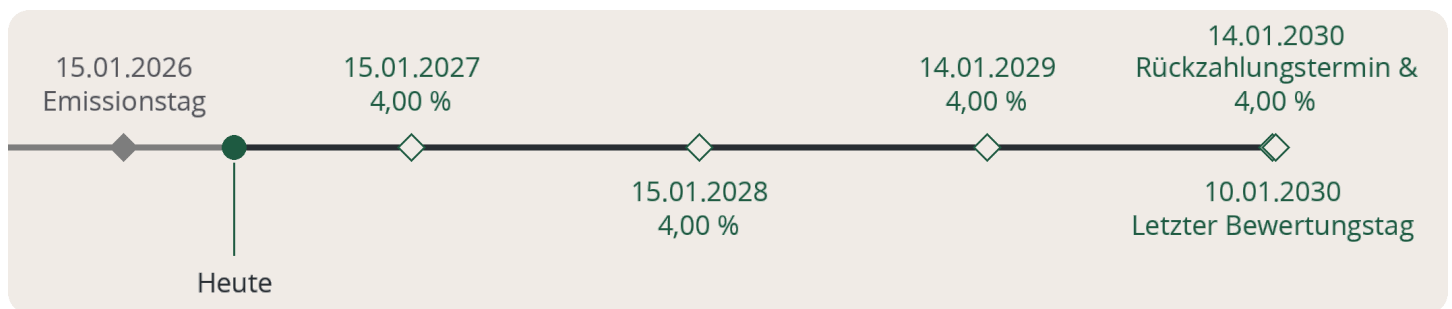 15.01.2026
Emissionstag
15.01.2027
4,00 %
14.01.2029
4,00 %
14.01.2030
Rückzahlungstermin &
4,00 %
15.01.2028
4,00 %
10.01.2030
Letzter Bewertungstag
Heute